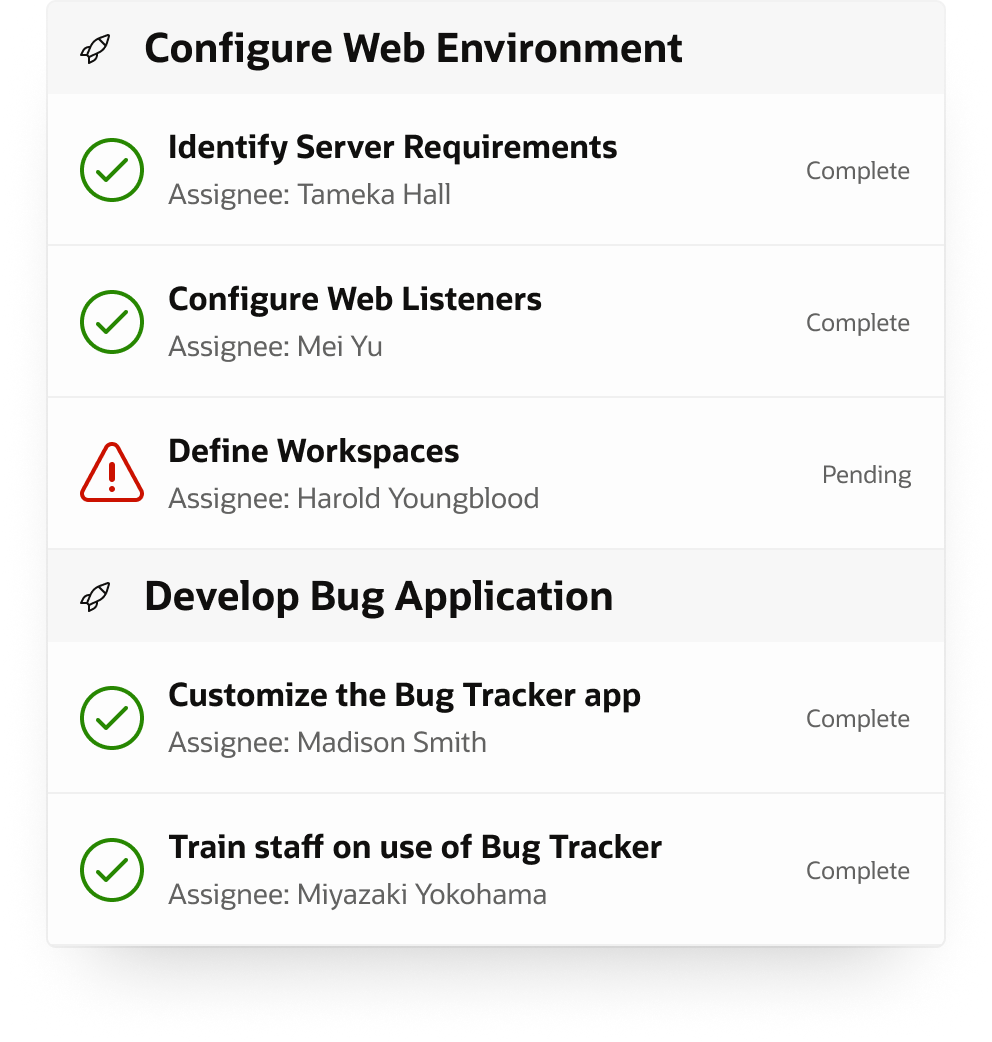 Configure Web Environment
Identify Server Requirements
Assignee: Tameka Hall
Complete
Configure Web Listeners
Assignee: Mei Yu
Complete
Define Workspaces
Assignee: Harold Youngblood
Pending
Develop Bug Application
Customize the Bug Tracker app
Assignee: Madison Smith
Complete
Train staff on use of Bug Tracker
Assignee: Miyazaki Yokohama
Complete